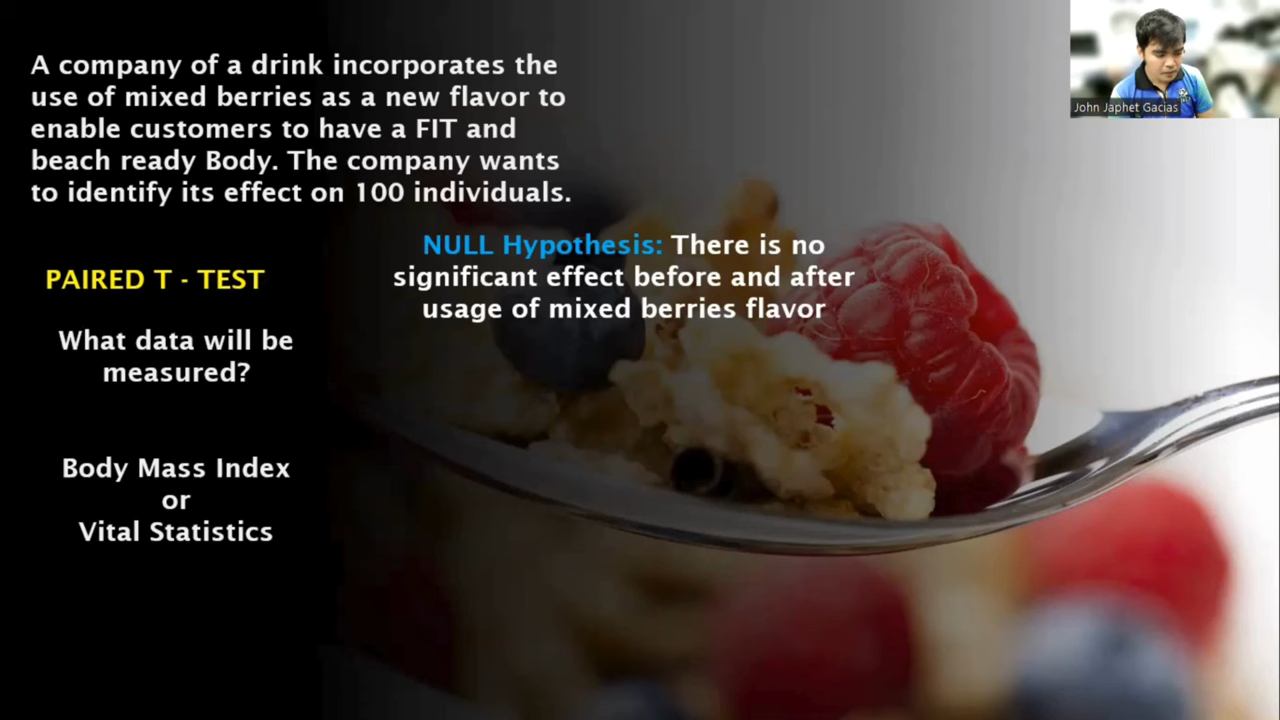 A company of a drink incorporates the
use of mixed berries as a new flavor to
enable customers to have a FIT and
beach ready Body. The company wants
to identify its effect on 100 individuals.
John Japhet Gacias
NULL Hypothesis: There is no
significant effect before and after
usage of mixed berries flavor
PAIRED T - TEST
What data will be
measured?
Body Mass Index
or
Vital Statistics